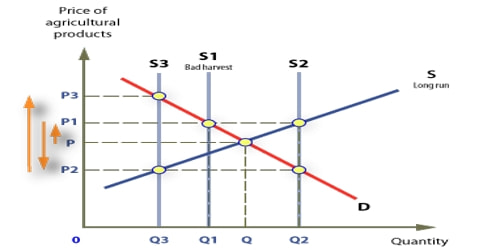 Price of
agricultural
products
S3
S1
Bad harvest
S2
S
Long run
P3
P1
P
P2
D
0
Q3
Q1
Q
Q2
Quantity